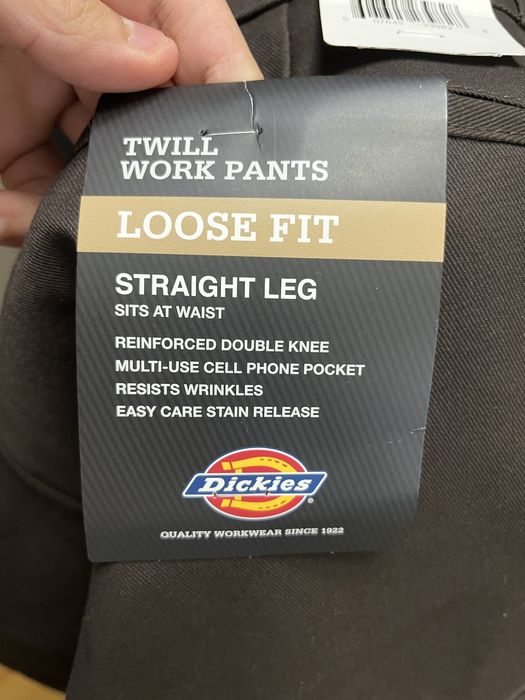 TWILL
WORK PANTS
LOOSE FIT
STRAIGHT LEG
SITS AT WAIST
REINFORCED DOUBLE KNEE
MULTI-USE CELL PHONE POCKET
RESISTS WRINKLES
EASY CARE STAIN RELEASE
Dickies®
QUALITY WORKWEAR SINCE 1922